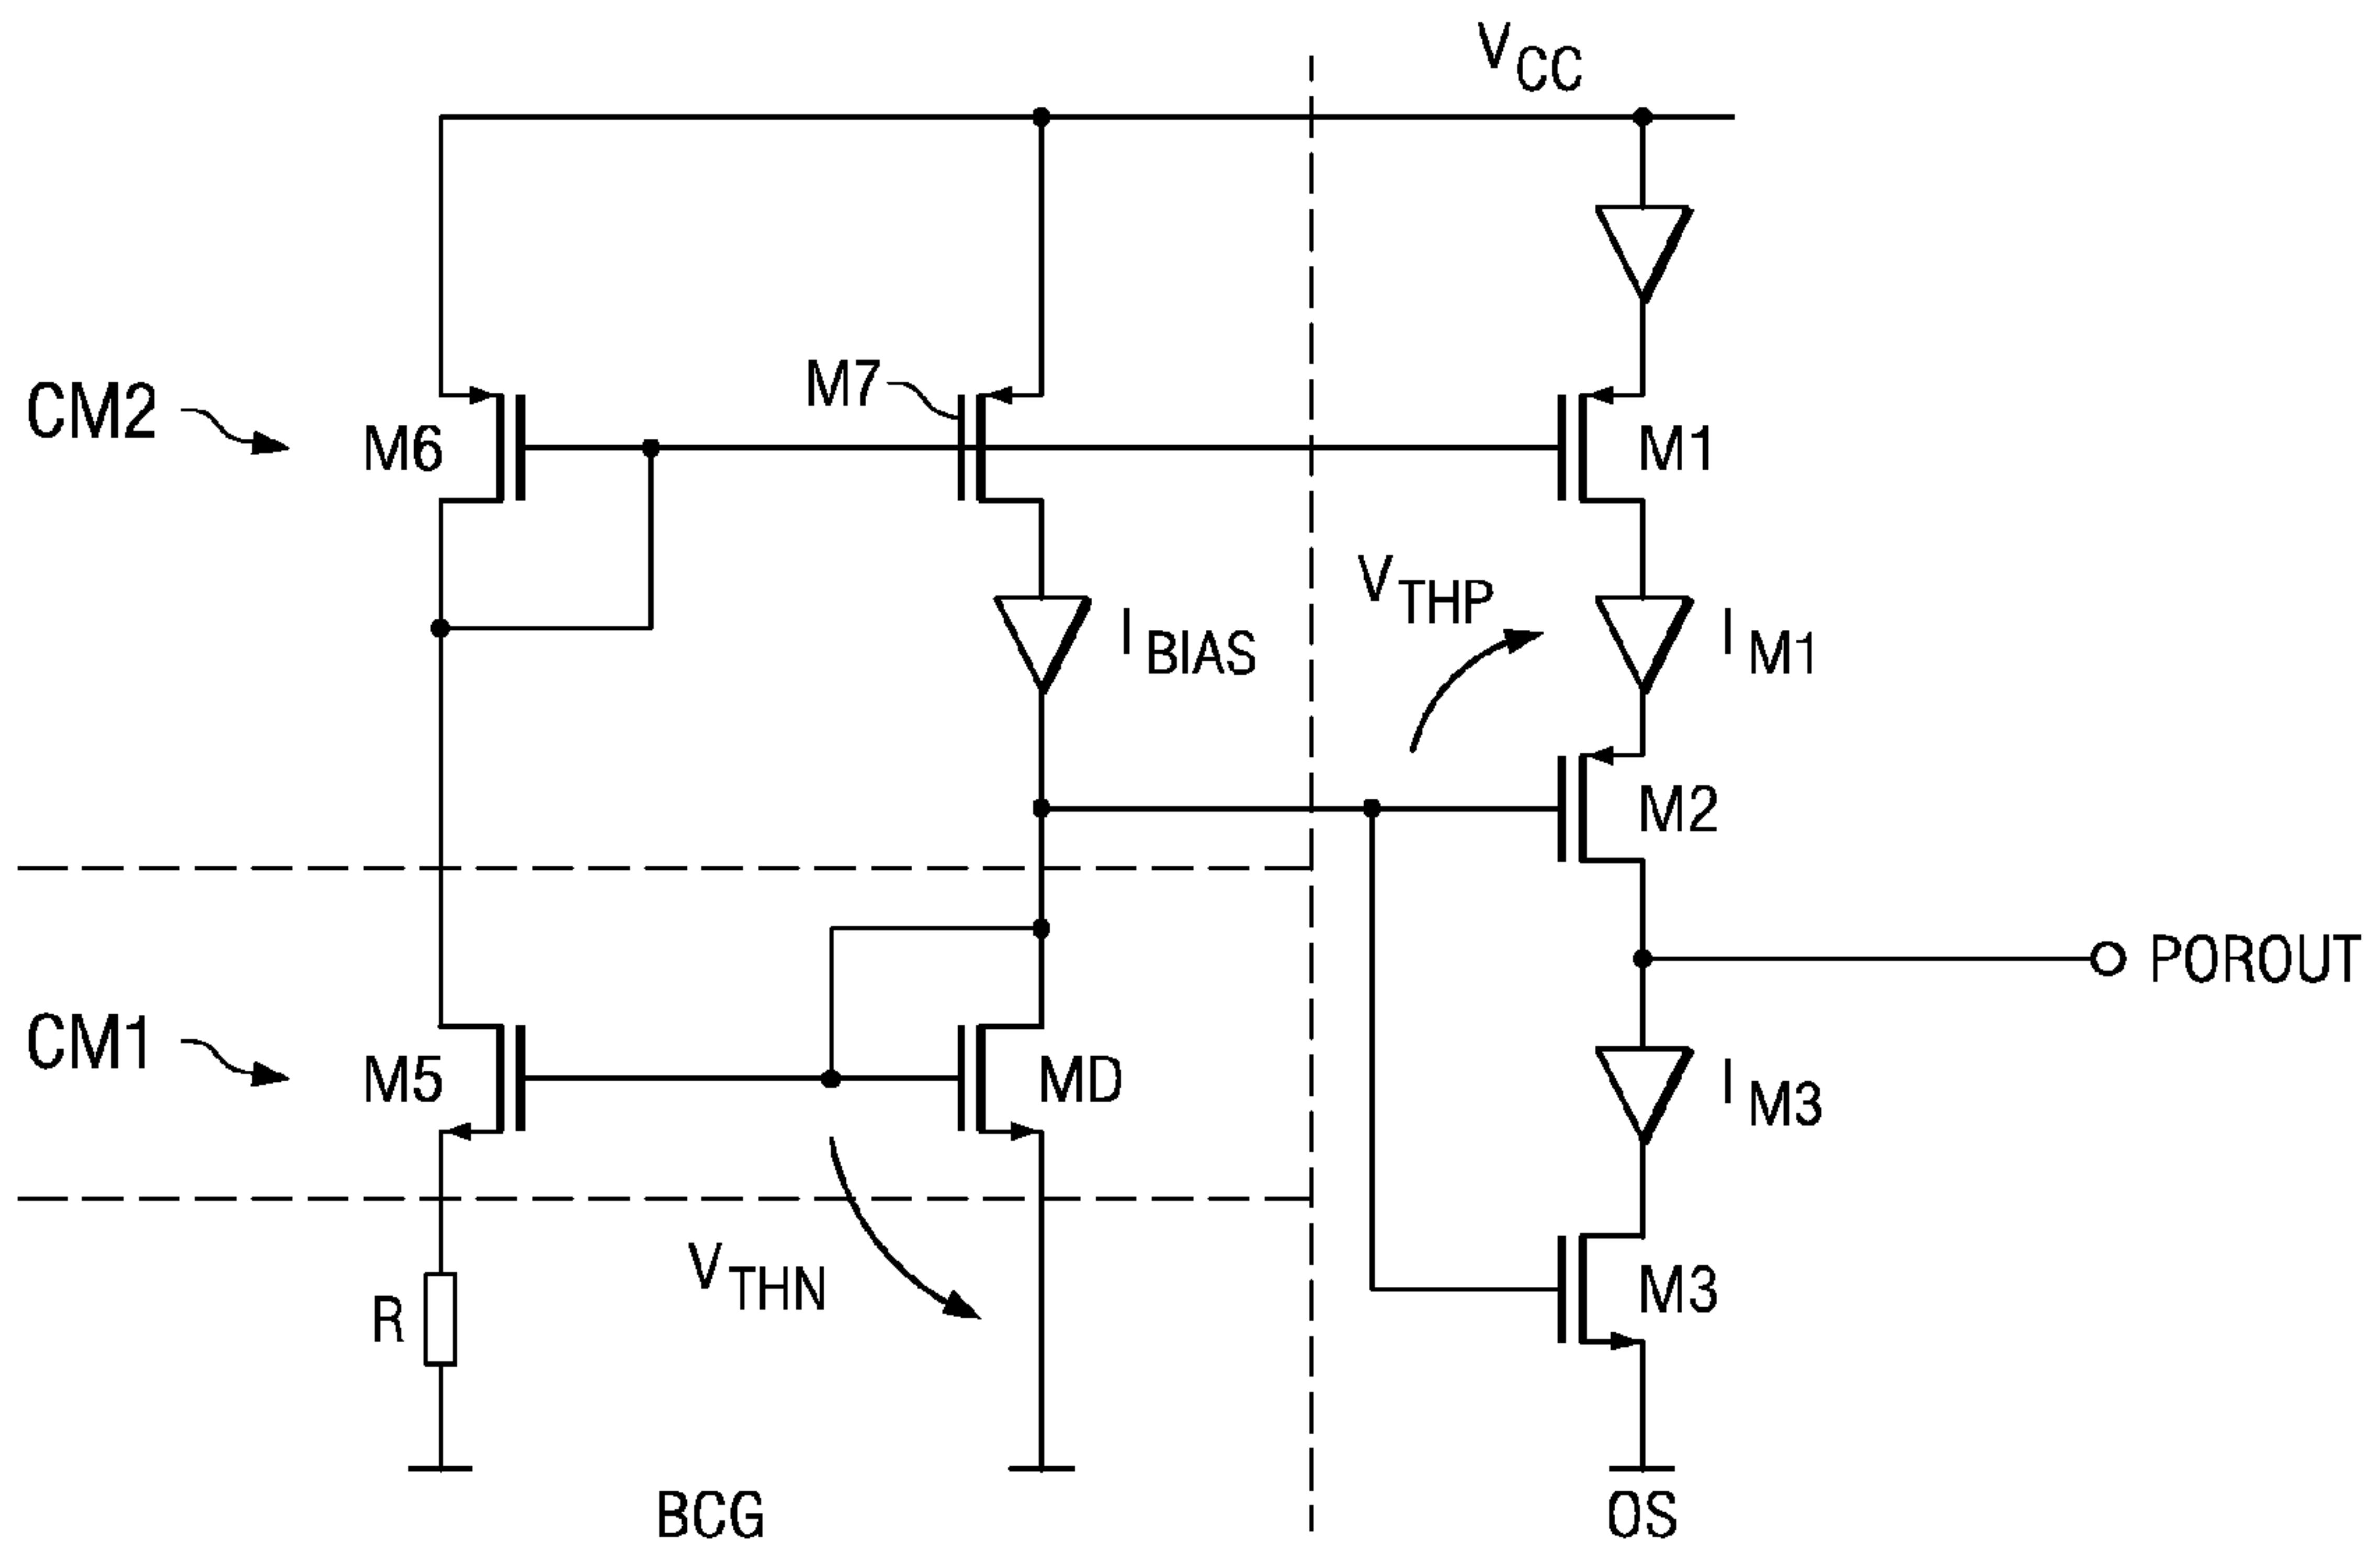 VCC
CM2
M6
M7
M1
VTHP
IBIAS
IM1
M2
CM1
M5
MD
POROUT
IM3
VTHN
R
M3
BCG
OS